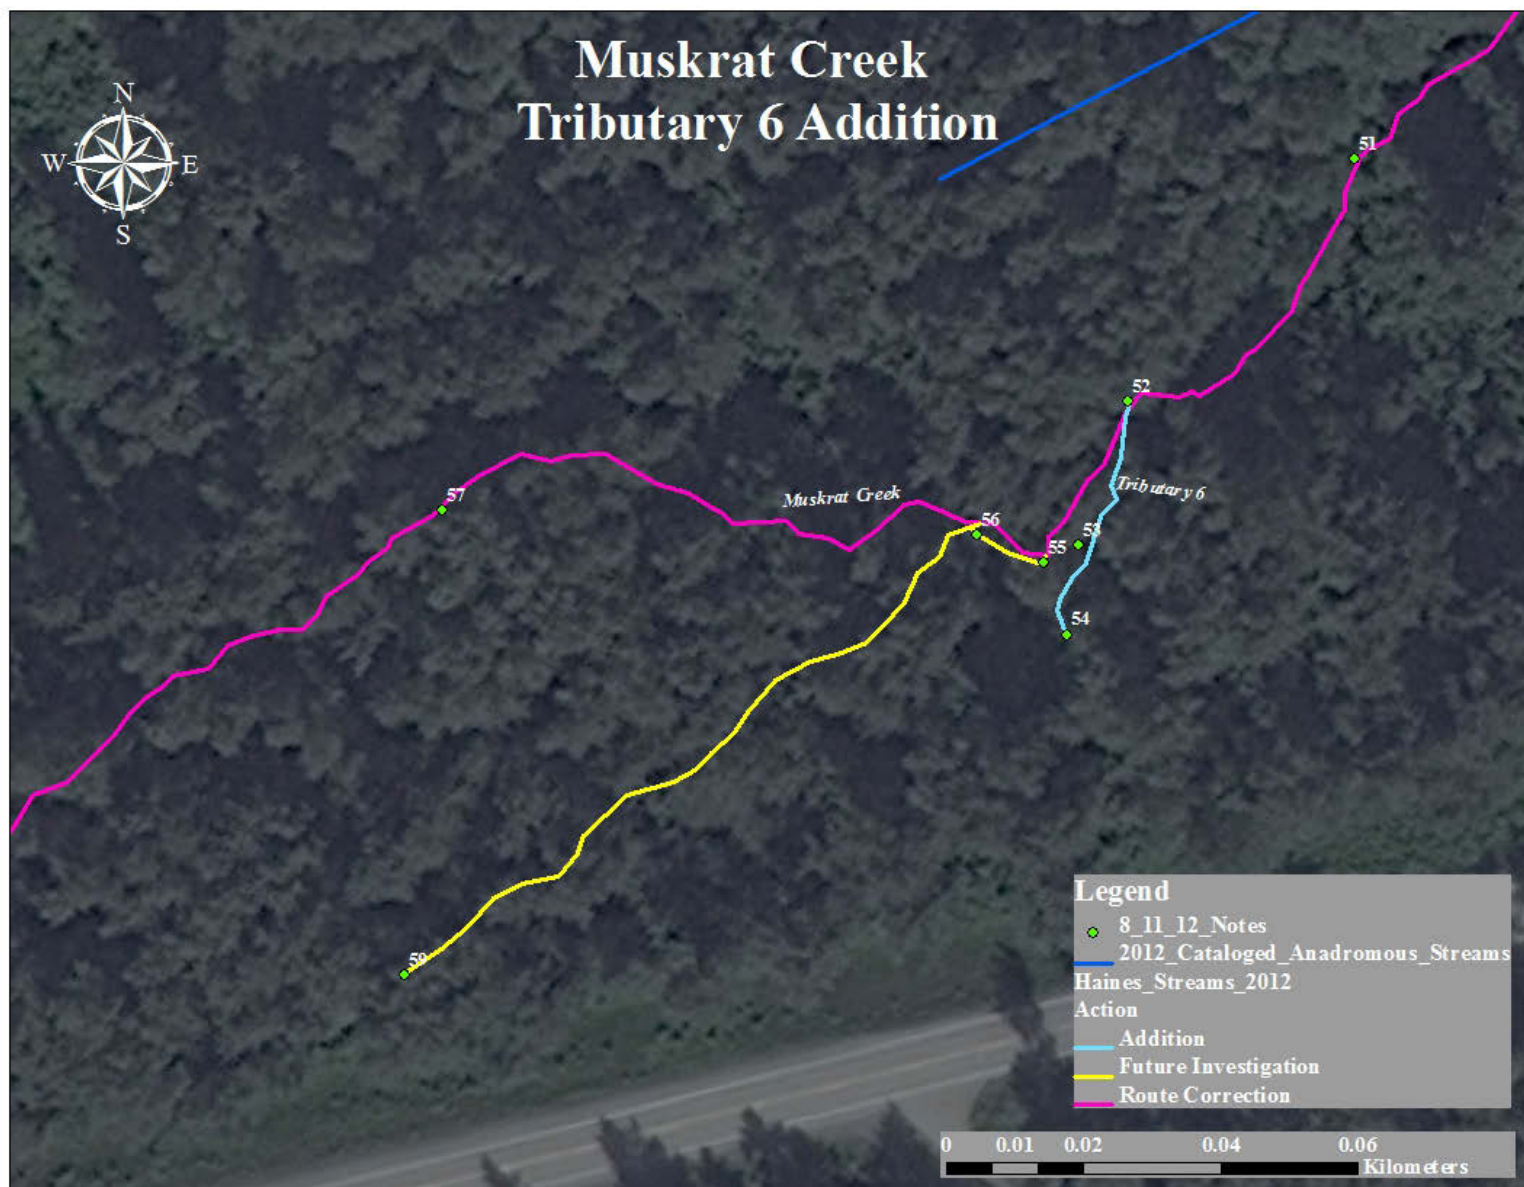 Muskrat Creek
Tributary 6 Addition
N
W E
S
51
52
57
Muskrat Creek
Tributary 6
56
53
55
54
59
Legend
8_11_12_Notes
2012_Cataloged_Anadromous_Streams
Haines_Streams_2012
Action
Addition
Future Investigation
Route Correction
0 0.01 0.02 0.04 0.06
Kilometers